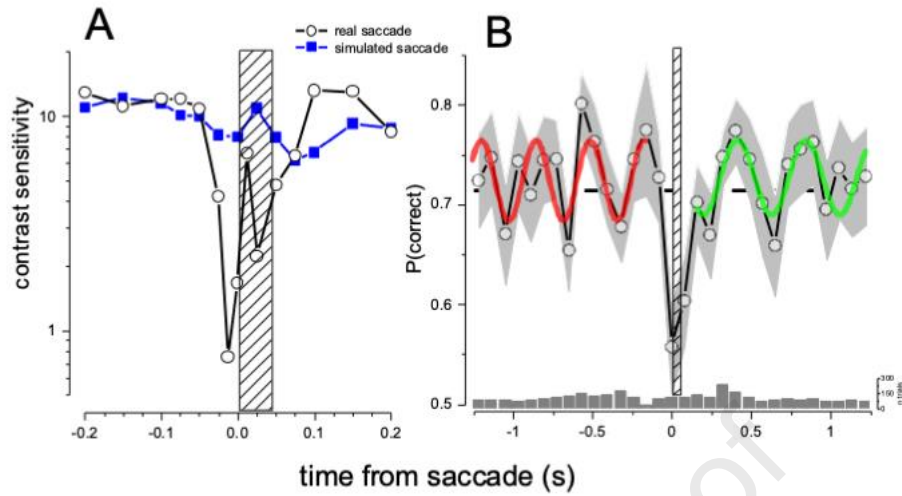 A
real saccade
simulated saccade
B
contrast sensitivity
10
1
-0.2
-0.1
0.0
0.1
0.2
P(correct)
0.8
0.7
0.6
0.5
300
150
0
n trials
-1
-0.5
0
0.5
1
time from saccade (s)
of